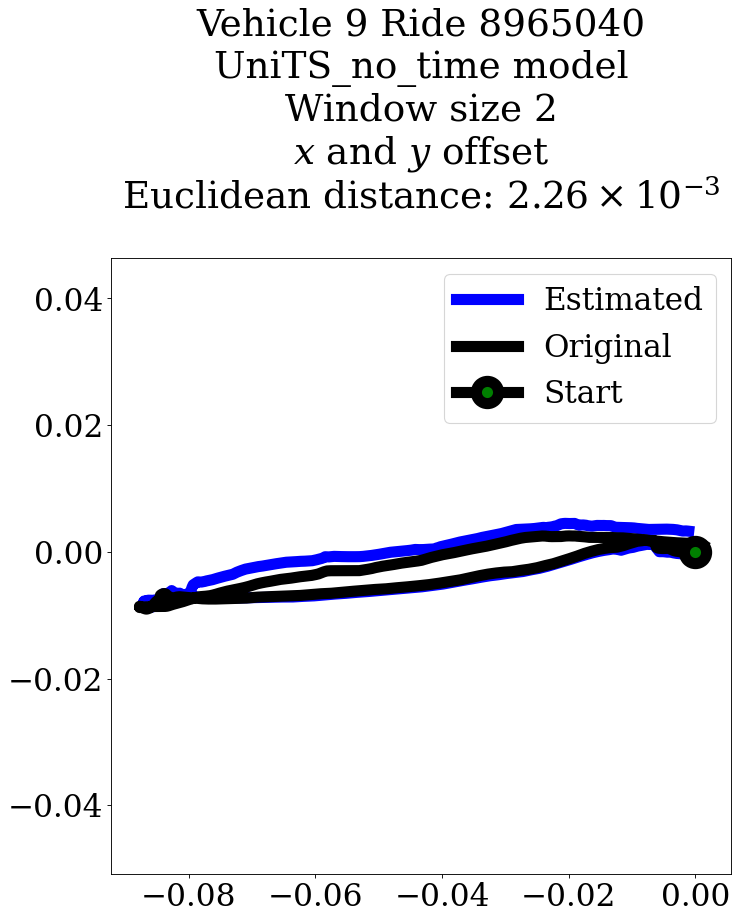 Vehicle 9 Ride 8965040
UniTS_no_time model
Window size 2
x and y offset
Euclidean distance: 2.26 × 10⁻³
Estimated
Original
Start
0.04
0.02
0.00
−0.02
−0.04
−0.08 −0.06 −0.04 −0.02 0.00